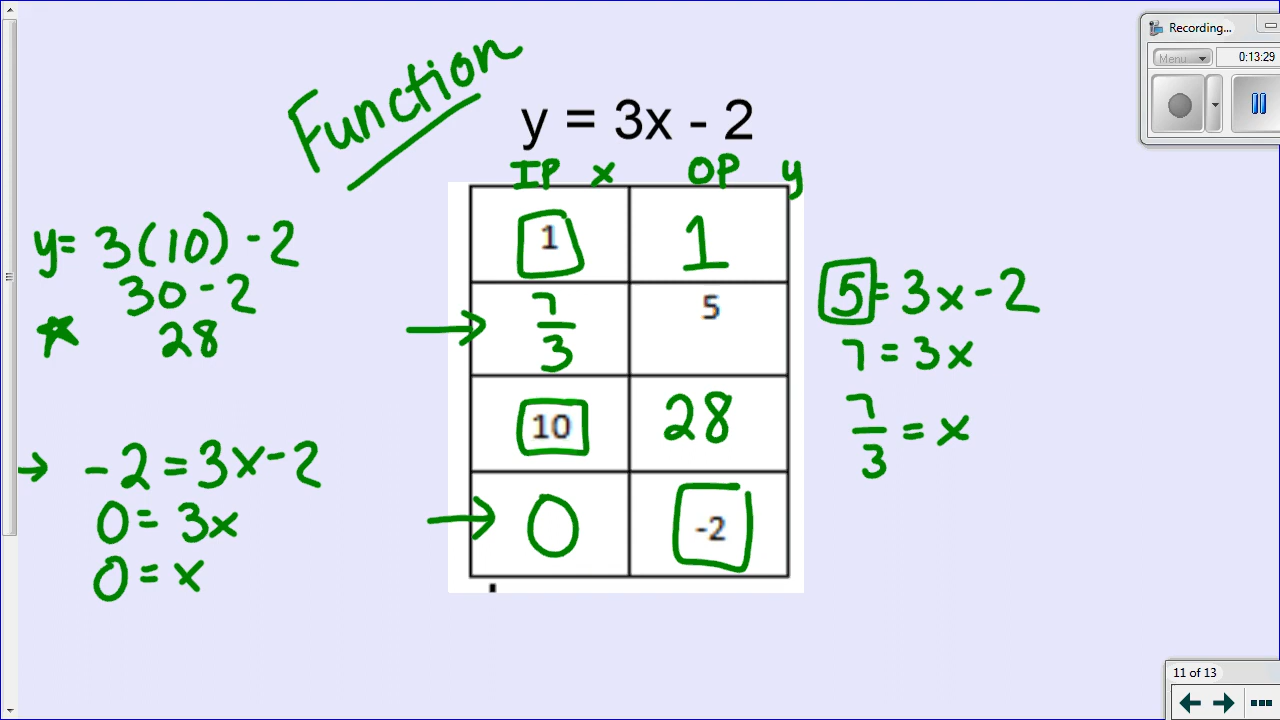 Function
y = 3x - 2
IP x OP y
1 1
7/3 5
10 28
0 -2
y= 3(10) -2
30 -2
28
-2 =3x-2
0= 3x
0= x
5=3x-2
7=3x
7/3 = x
Recording...
Menu
0:13:29
11 of 13